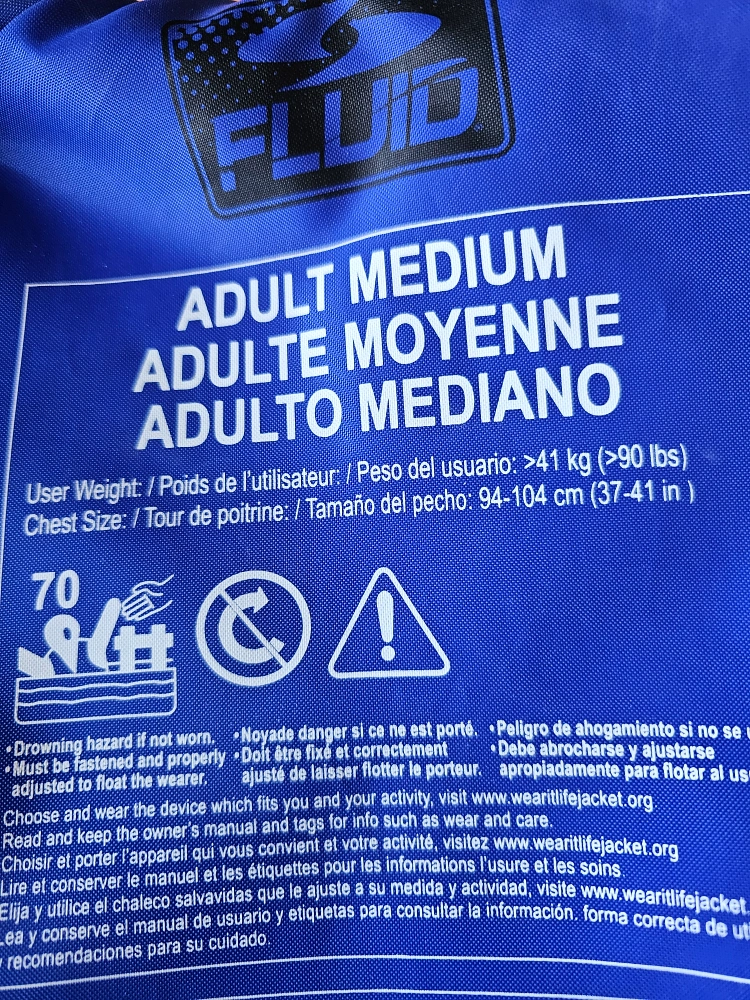 FLUID
ADULT MEDIUM
ADULTE MOYENNE
ADULTO MEDIANO
User Weight: / Poids de l'utilisateur: / Peso del usuario: >41 kg (>90 lbs)
Chest Size: / Tour de poitrine: / Tamaño del pecho: 94-104 cm (37-41 in )
70
•Drowning hazard if not worn.
•Must be fastened and properly
adjusted to float the wearer.
•Noyade danger si ce ne est porté.
•Doit être fixé et correctement
ajusté de laisser flotter le porteur.
•Peligro de ahogamiento si no se
•Debe abrocharse y ajustarse
apropiadamente para flotar al
Choose and wear the device which fits you and your activity, visit www.wearitlifejacket.org
Read and keep the owner's manual and tags for info such as wear and care.
Choisir et porter l'appareil qui vous convient et votre activité, visitez www.wearitlifejacket.org
Lire et conserver le manuel et les étiquettes pour les informations l'usure et les soins
Elija y utilice el chaleco salvavidas que le ajuste a su medida y actividad, visite www.wearitlifejacket.
Lea y conserve el manual de usuario y etiquetas para consultar la información. forma correcta de
recomendaciones para su cuidado.